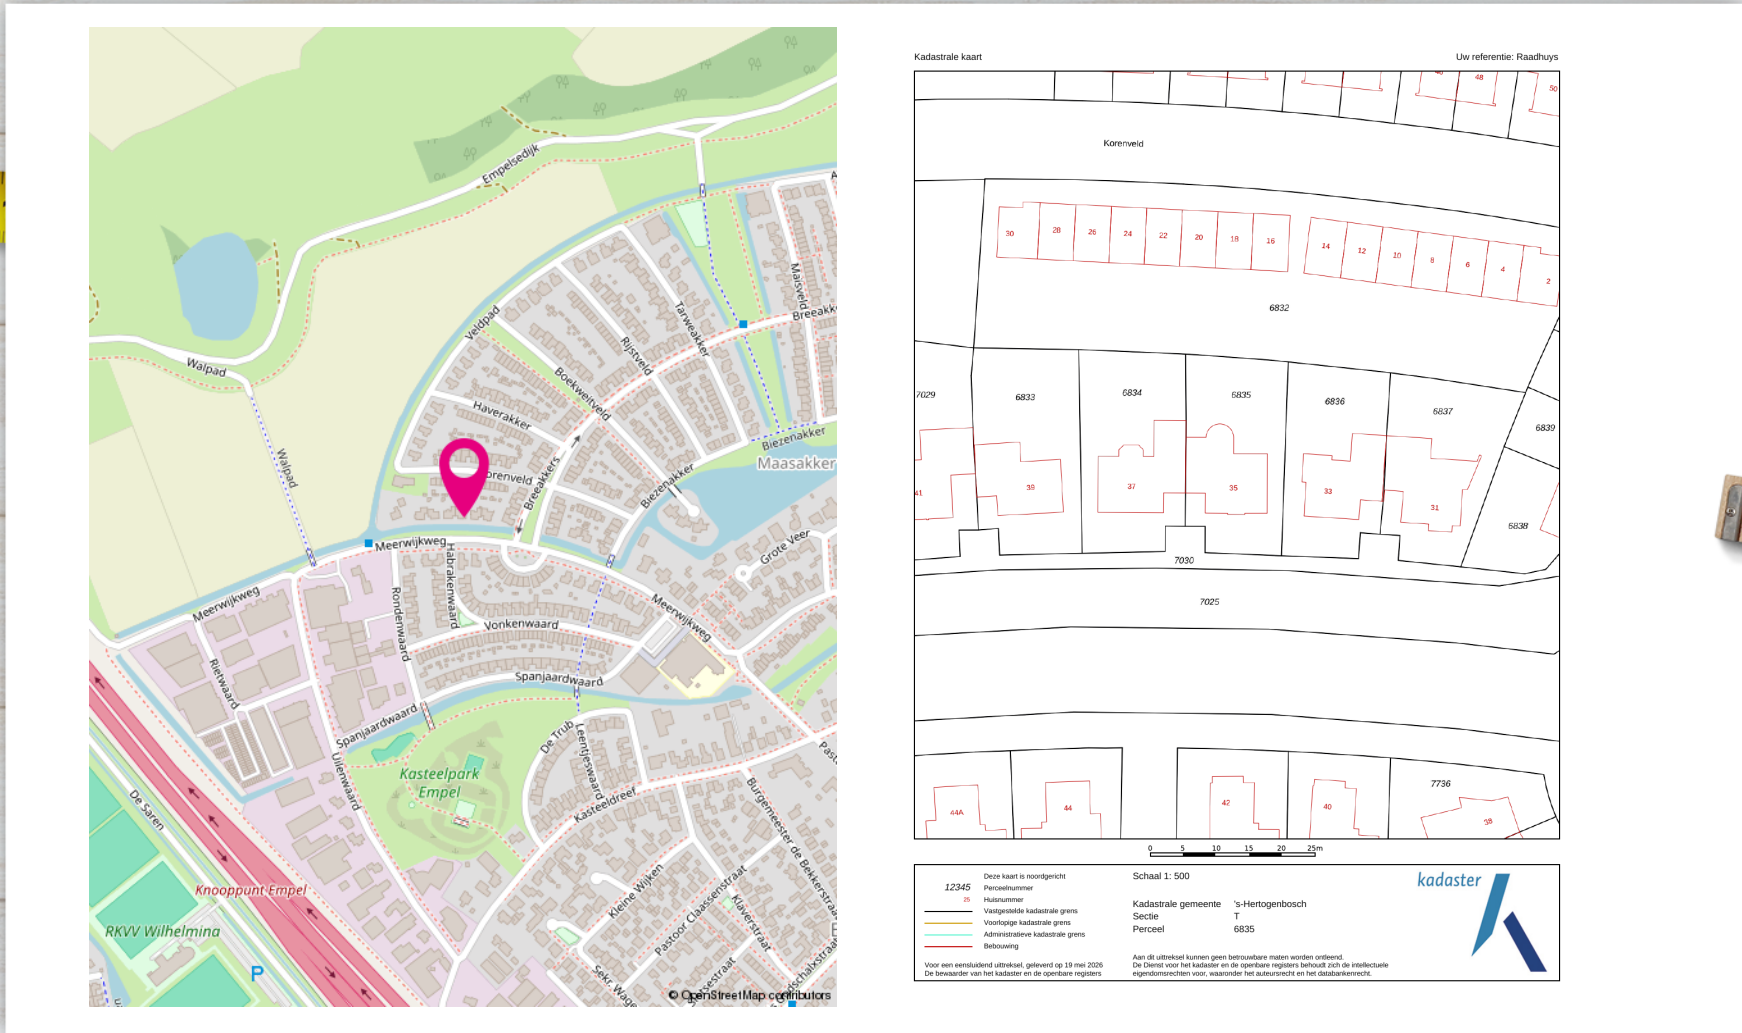 Empelsedijk
Veldpad
Tarweakker
Maisveld
Breeakk
Rijstveld
Boekweitveld
Walpad
Haverakker
Biezenakker
Maasakker
Walpad
orenveld
Breeakkers
Biezenakker
Meerwijkweg
Habrakenwaard
Grote Veer
Meerwijkweg
Rondenwaard
Vonkenwaard
Meerwijkweg
Rietwaard
Spanjaardwaard
Spanjaardwaard
De Trub
Leentjeswaard
Uilenwaard
Kasteelpark
Empel
Kasteeldreef
Burgemeester de Bekkerstraa
De Saren
Knooppunt Empel
Kleine Wijken
Pastoor Claassenstraat
Klaverstraat
RKVV Wilhelmina
P
Sekr. Wage
© OpenStreetMap contributors
Kadastrale kaart
Uw referentie: Raadhuys
46
48
50
Korenveld
30
28
26
24
22
20
18
16
14
12
10
8
6
4
2
6832
7029
6833
6834
6835
6836
6837
6839
41
39
37
35
33
31
6838
7030
7025
7736
44A
44
42
40
38
0 5 10 15 20 25m
12345
25
Deze kaart is noordgericht
Perceelnummer
Huisnummer
Vastgestelde kadastrale grens
Voorlopige kadastrale grens
Administratieve kadastrale grens
Bebouwing
Voor een eensluidend uittreksel, geleverd op 19 mei 2026
De bewaarder van het kadaster en de openbare registers
Schaal 1: 500
Kadastrale gemeente 's-Hertogenbosch
Sectie T
Perceel 6835
Aan dit uittreksel kunnen geen betrouwbare maten worden ontleend.
De Dienst voor het kadaster en de openbare registers behoudt zich de intellectuele
eigendomsrechten voor, waaronder het auteursrecht en het databankenrecht.
kadaster